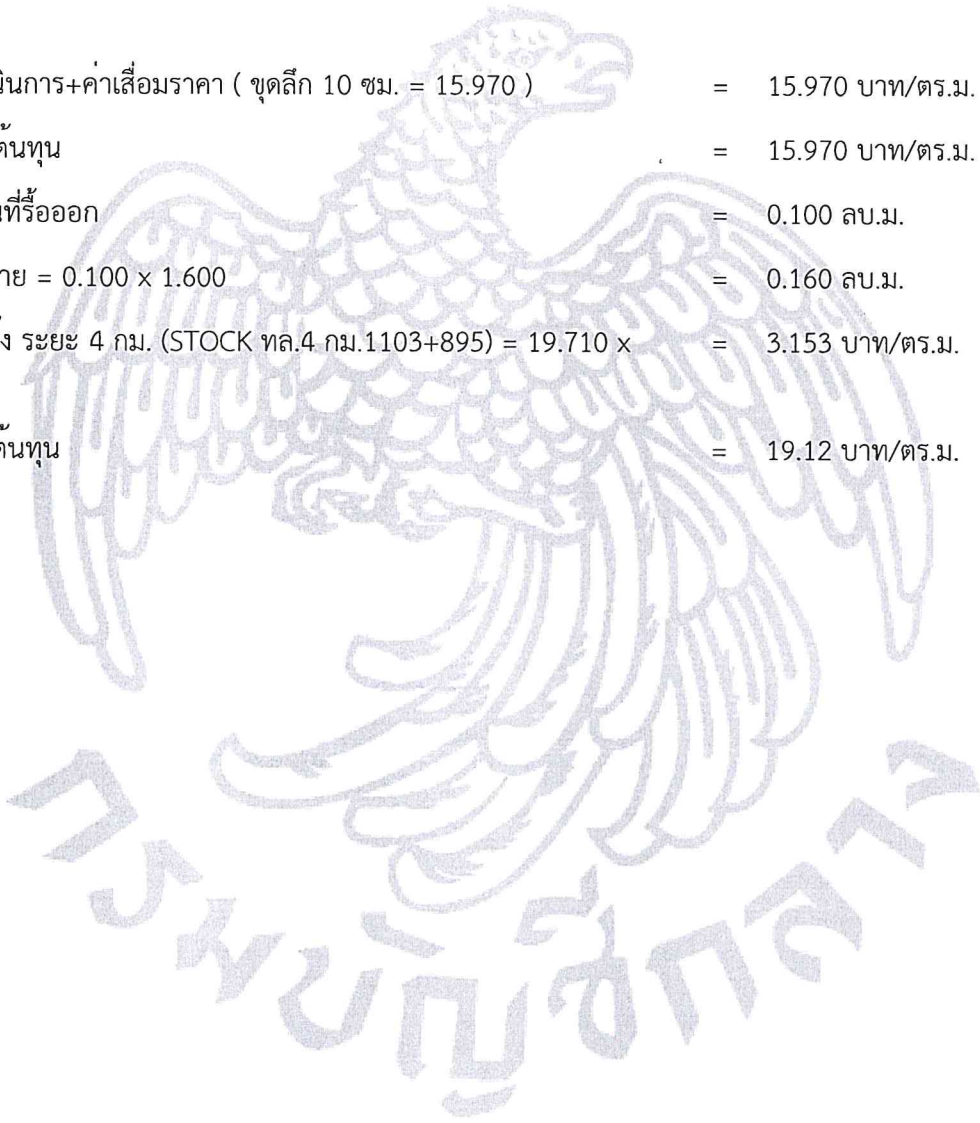 นินการ+ค่าเสื่อมราคา ( ขุดลึก 10 ซม. = 15.970 ) = 15.970 บาท/ตร.ม.
ต้นทุน = 15.970 บาท/ตร.ม.
ที่รื้อออก = 0.100 ลบ.ม.
าย = 0.100 x 1.600 = 0.160 ลบ.ม.
ระยะ 4 กม. (STOCK ทล.4 กม.1103+895) = 19.710 x = 3.153 บาท/ตร.ม.
ต้นทุน = 19.12 บาท/ตร.ม.
กรมบัญชีกลาง